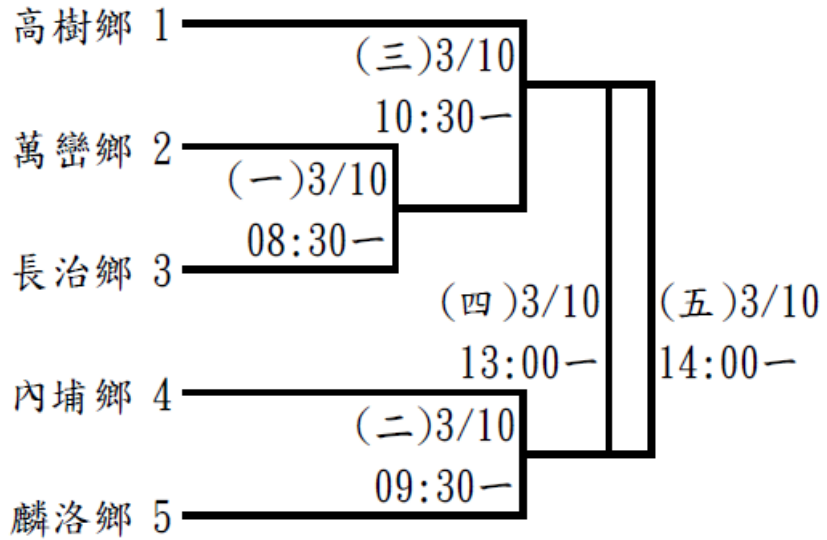 高樹鄉 1
(三)3/10
10:30一
萬巒鄉 2
(一)3/10
08:30一
長治鄉 3
(四)3/10
13:00一
(五)3/10
14:00一
內埔鄉 4
(二)3/10
09:30一
麟洛鄉 5